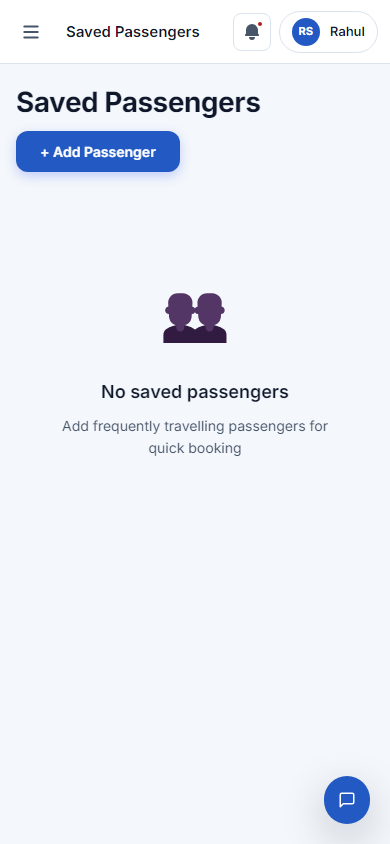 Saved Passengers
RS Rahul
Saved Passengers
+ Add Passenger
No saved passengers
Add frequently travelling passengers for
quick booking